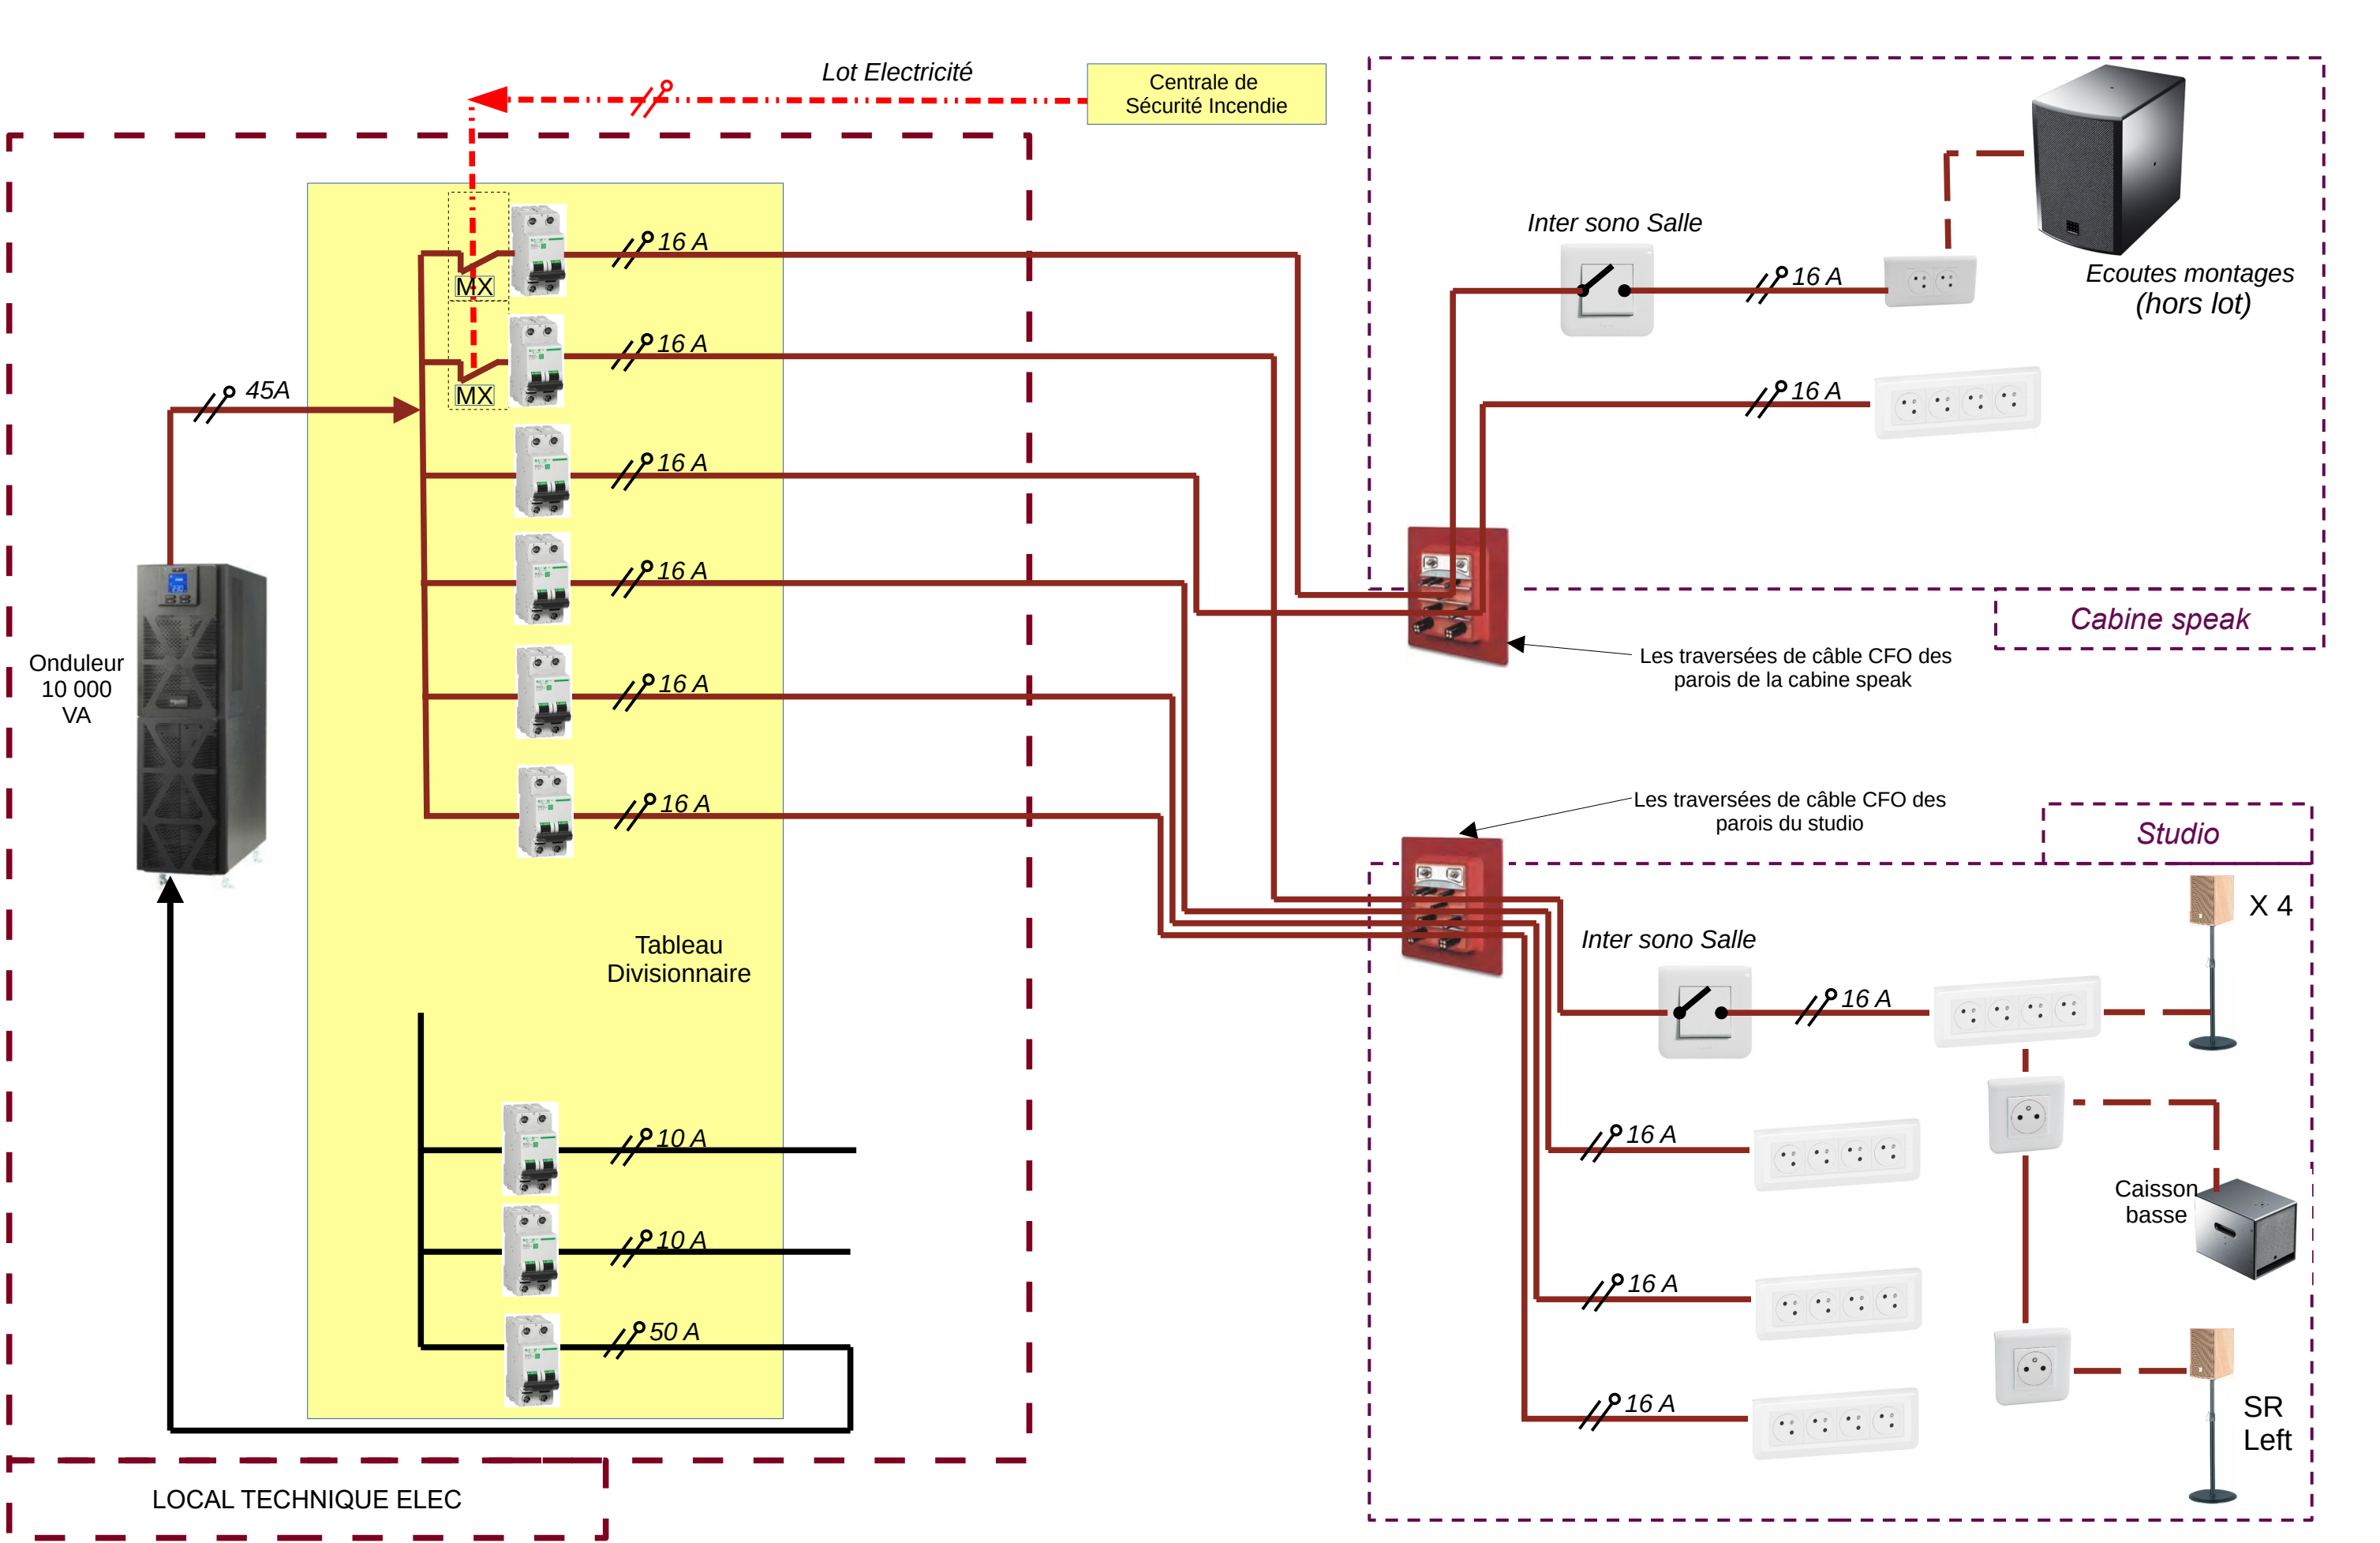 Lot Electricité
Centrale de
Sécurité Incendie
16 A
MX
16 A
MX
45A
16 A
16 A
16 A
16 A
Onduleur
10 000
VA
Tableau
Divisionnaire
10 A
10 A
50 A
LOCAL TECHNIQUE ELEC
Inter sono Salle
16 A
Ecoutes montages
(hors lot)
16 A
Cabine speak
Les traversées de câble CFO des
parois de la cabine speak
Les traversées de câble CFO des
parois du studio
Studio
X 4
Inter sono Salle
16 A
16 A
Caisson
basse
16 A
16 A
SR
Left